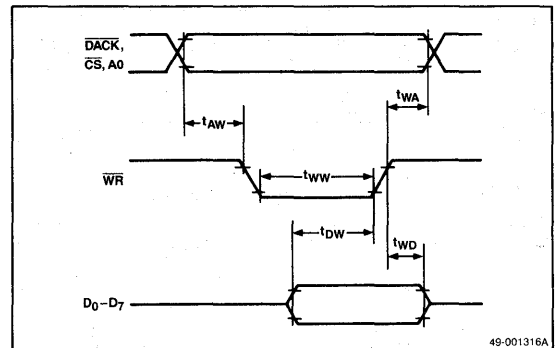 DACK,
CS, A0
tWA
tAW
WR
tWW
tDW
tWD
D0–D7
49-001316A